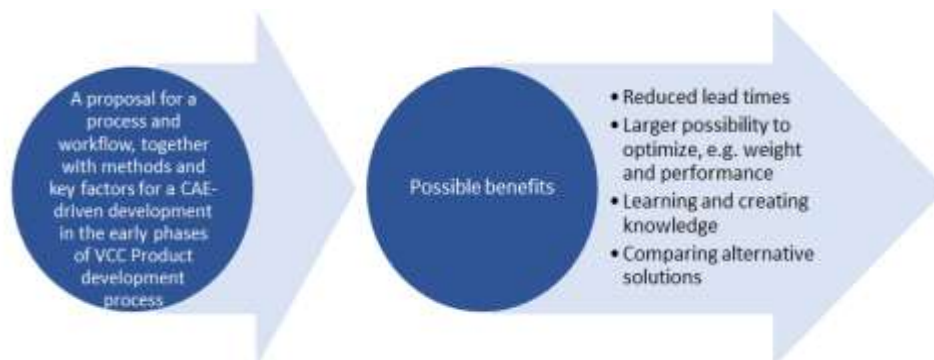 A proposal for a
process and
workflow, together
with methods and
key factors for a CAE-
driven development
in the early phases
of VCC Product
development
process
Possible benefits
• Reduced lead times
• Larger possibility to
optimize, e.g. weight
and performance
• Learning and creating
knowledge
• Comparing alternative
solutions